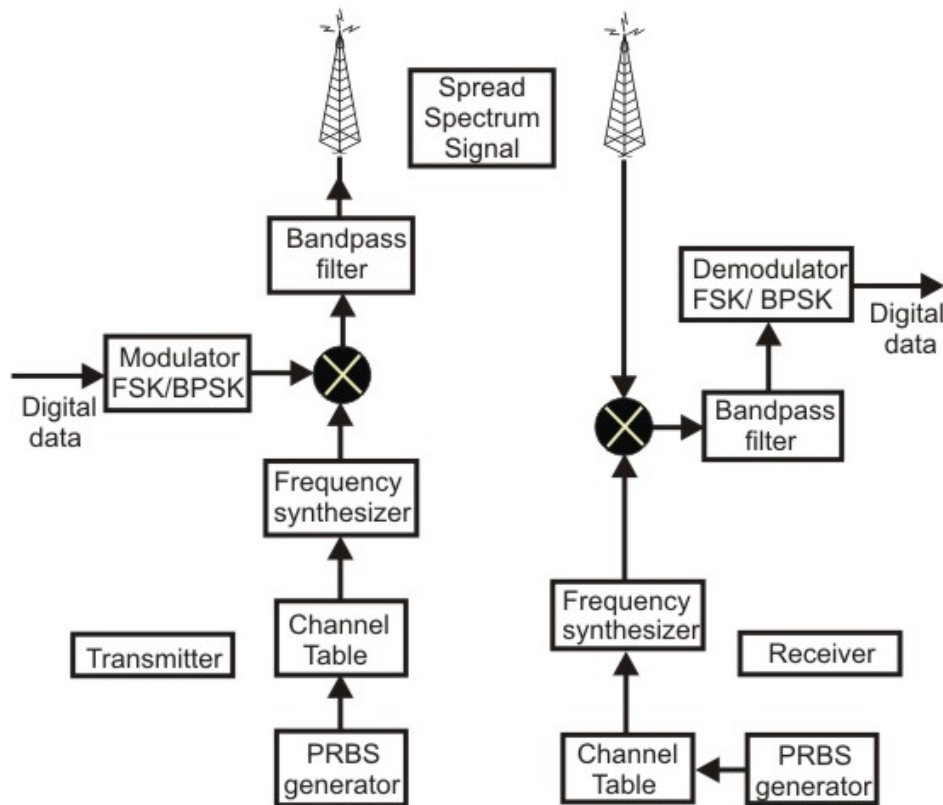 Spread
Spectrum
Signal
Bandpass
filter
Modulator
FSK/BPSK
Digital
data
Frequency
synthesizer
Channel
Table
Transmitter
PRBS
generator
Demodulator
FSK/ BPSK
Digital
data
Bandpass
filter
Frequency
synthesizer
Receiver
Channel
Table
PRBS
generator